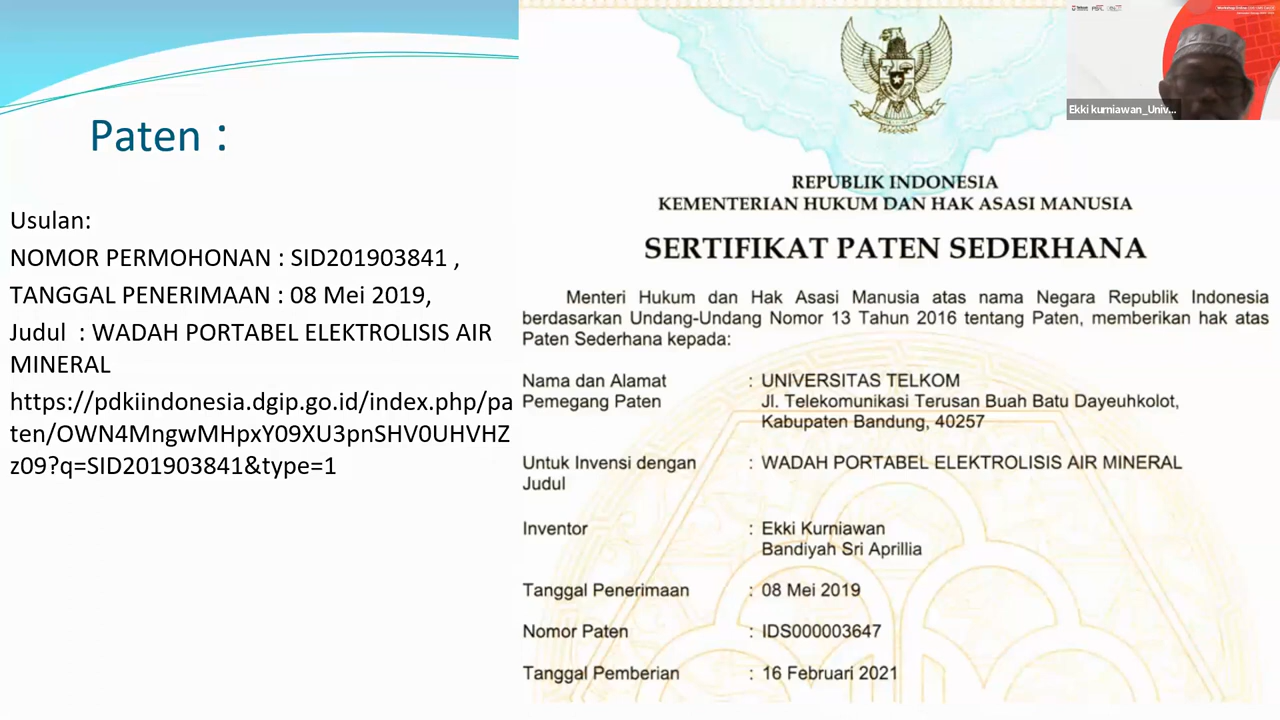 Paten :
Usulan:
NOMOR PERMOHONAN : SID201903841 ,
TANGGAL PENERIMAAN : 08 Mei 2019,
Judul : WADAH PORTABEL ELEKTROLISIS AIR
MINERAL
https://pdkiindonesia.dgip.go.id/index.php/pa
ten/OWN4MngwMHpxY09XU3pnSHV0UHVHZ
z09?q=SID201903841&type=1
REPUBLIK INDONESIA
KEMENTERIAN HUKUM DAN HAK ASASI MANUSIA
SERTIFIKAT PATEN SEDERHANA
Menteri Hukum dan Hak Asasi Manusia atas nama Negara Republik Indonesia
berdasarkan Undang-Undang Nomor 13 Tahun 2016 tentang Paten, memberikan hak atas
Paten Sederhana kepada:
Nama dan Alamat : UNIVERSITAS TELKOM
Pemegang Paten Jl. Telekomunikasi Terusan Buah Batu Dayeuhkolot,
Kabupaten Bandung, 40257
Untuk Invensi dengan : WADAH PORTABEL ELEKTROLISIS AIR MINERAL
Judul
Inventor : Ekki Kurniawan
Bandiyah Sri Aprillia
Tanggal Penerimaan : 08 Mei 2019
Nomor Paten : IDS000003647
Tanggal Pemberian : 16 Februari 2021
Ekki kurniawan_Univ...